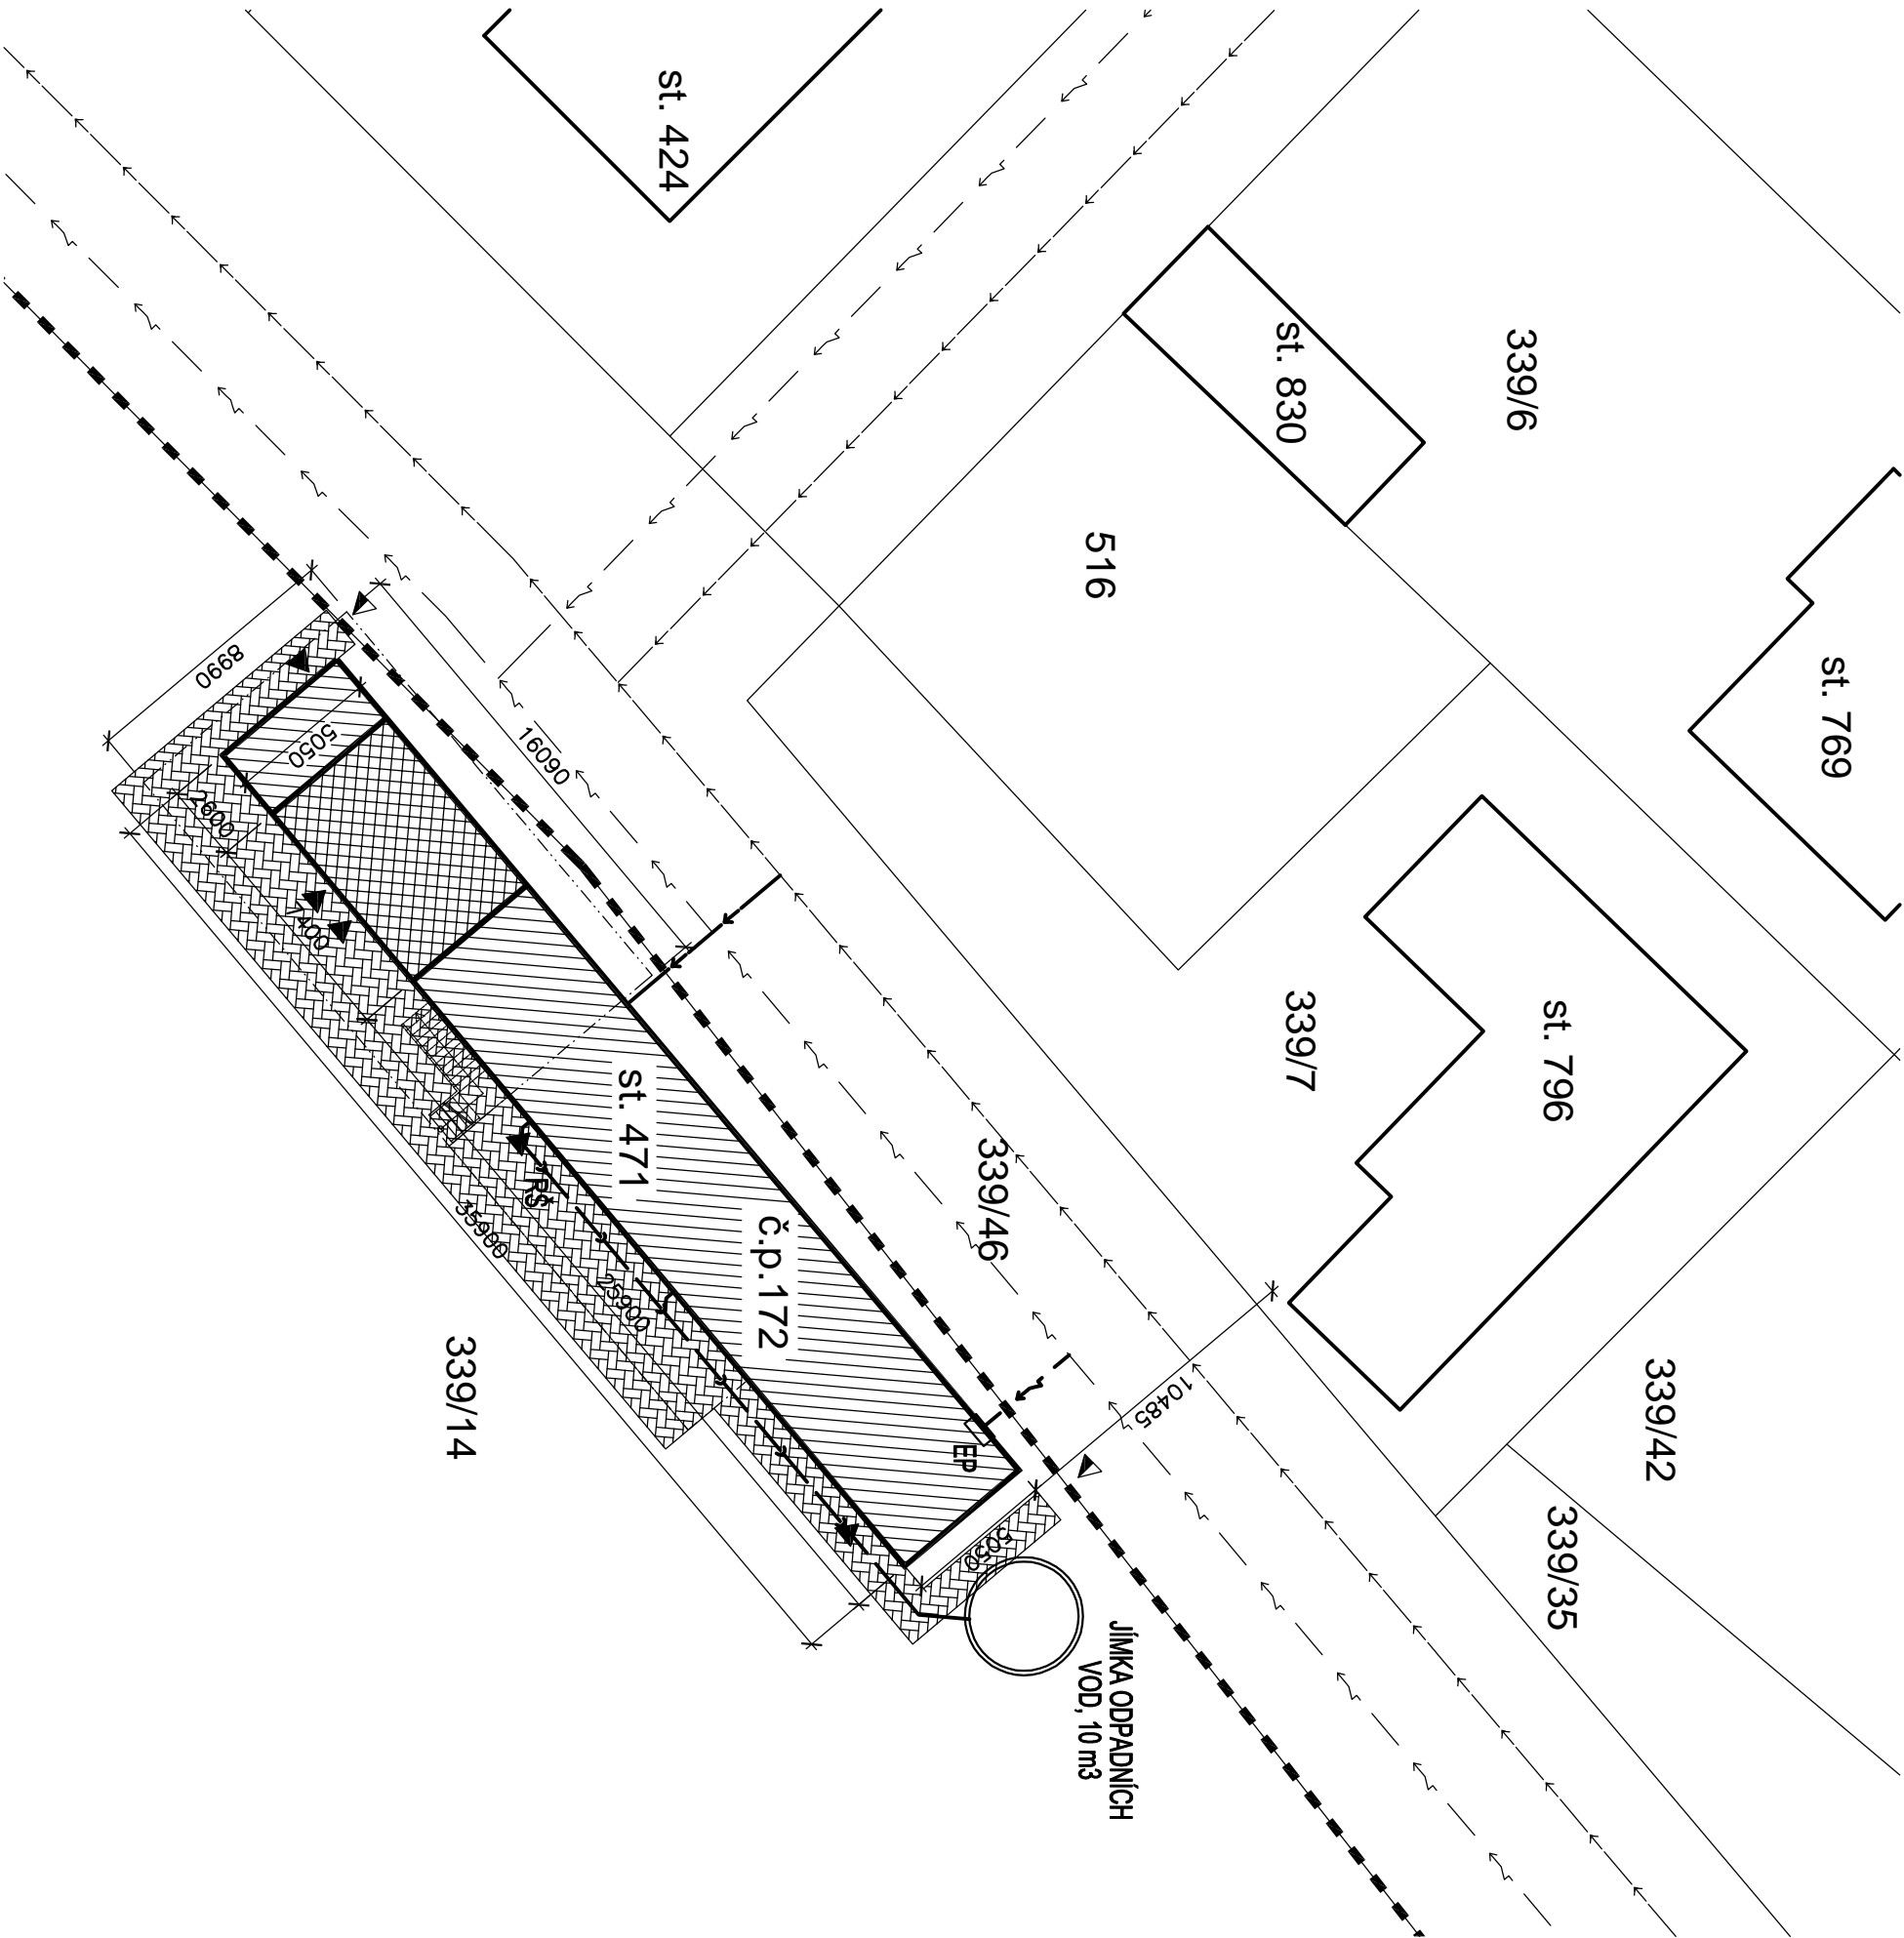 st. 424
st. 830
339/6
516
st. 769
339/7
st. 796
339/46
339/42
339/35
8990
5050
16090
2600
7400
st. 471
č.p.172
RŠ
35900
25900
339/14
10485
EP
5050
JÍMKA ODPADNÍCH
VOD, 10 m3